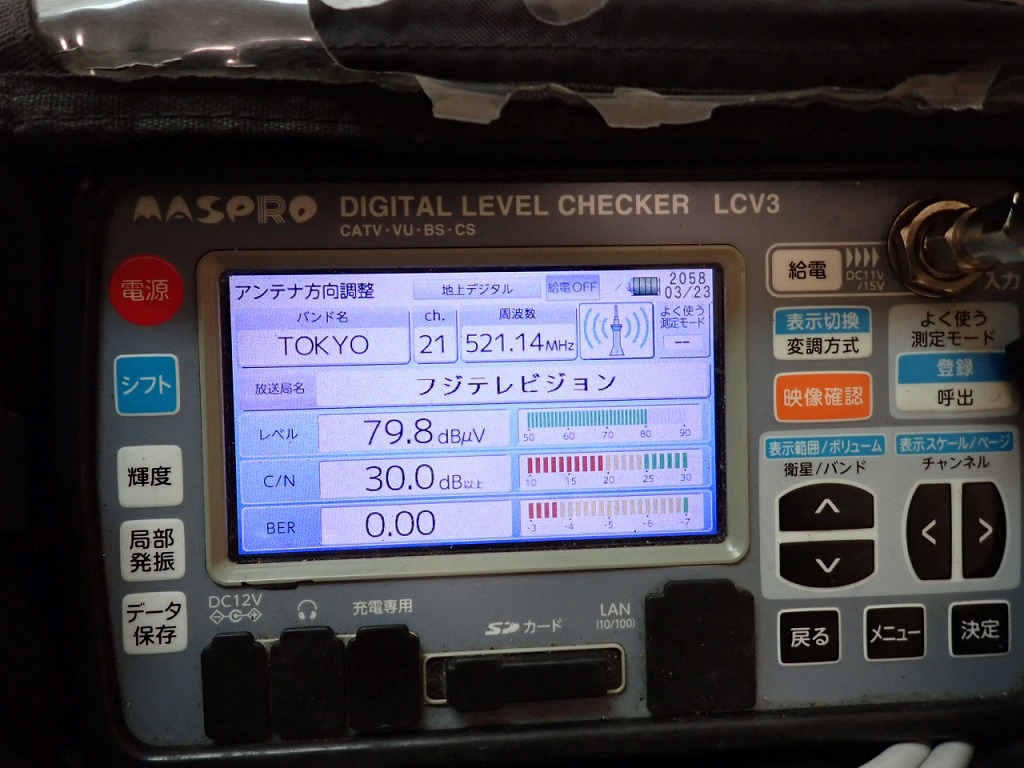 MASPRO DIGITAL LEVEL CHECKER LCV3
CATV・VU・BS・CS
電源
シフト
輝度
局部
発振
データ
保存
アンテナ方向調整 地上デジタル 給電OFF 2058
03/23
バンド名 ch. 周波数 よく使う
測定モード
TOKYO 21 521.14MHz --
放送局名 フジテレビジョン
レベル 79.8dBμV 50 60 70 80 90
C/N 30.0dB以上 10 15 20 25 30
BER 0.00 -3 -4 -5 -6 -7
給電 DC11V
/15V 入力
表示切換
変調方式
よく使う
測定モード
登録
呼出
映像確認
表示範囲/ボリューム 表示スケール/ページ
衛星/バンド チャンネル
戻る メニュー 決定
DC12V 充電専用 SDカード LAN
(10/100)